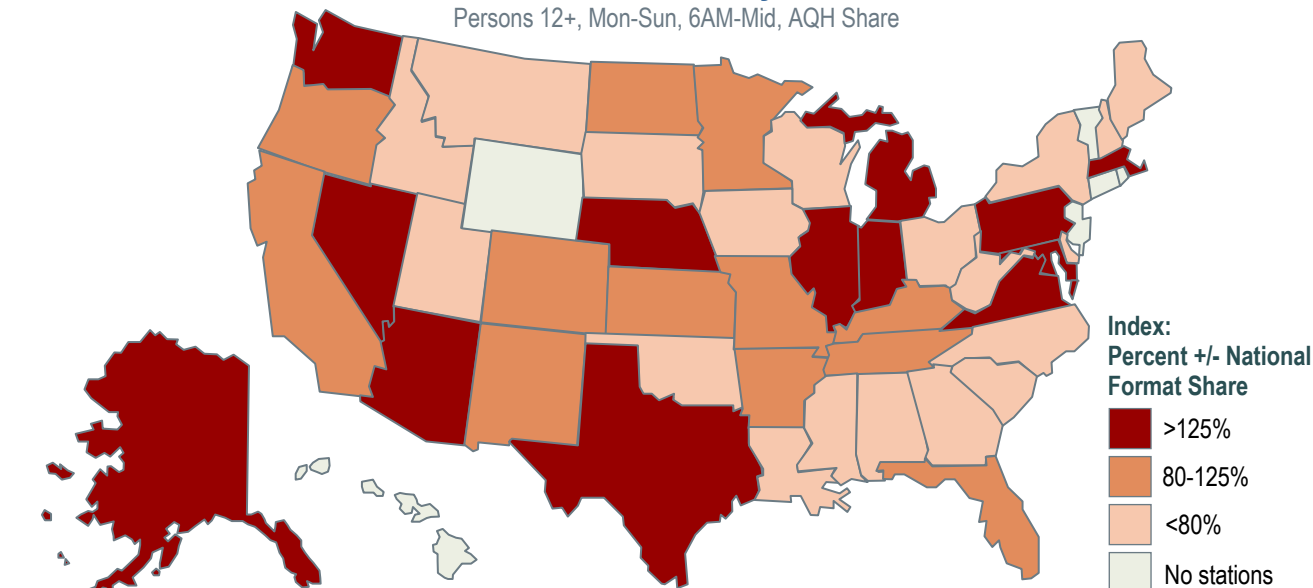 Persons 12+, Mon-Sun, 6AM-Mid, AQH Share
Index:
Percent +/- National
Format Share
>125%
80-125%
<80%
No stations